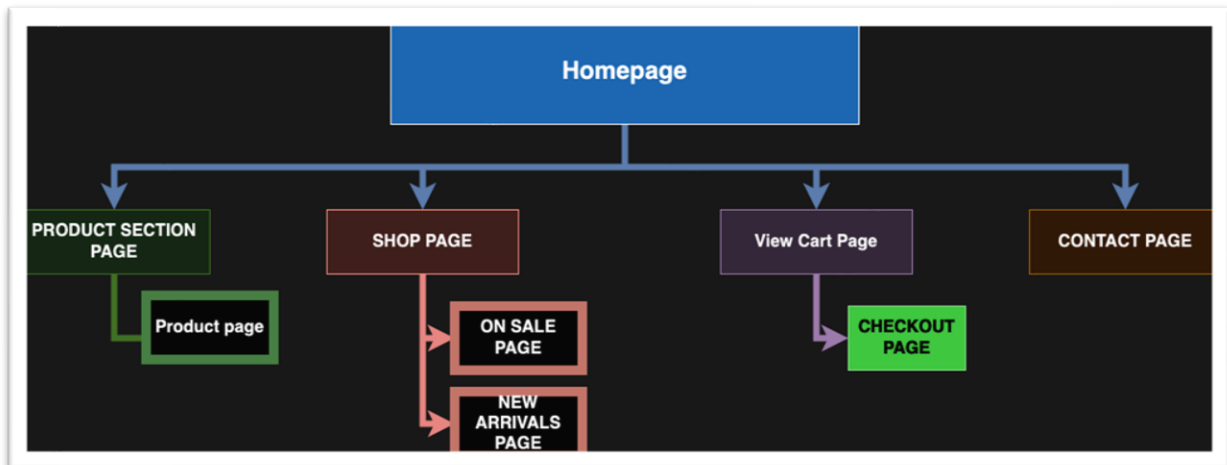 Homepage
PRODUCT SECTION
PAGE
SHOP PAGE
View Cart Page
CONTACT PAGE
Product page
ON SALE
PAGE
CHECKOUT
PAGE
NEW
ARRIVALS
PAGE